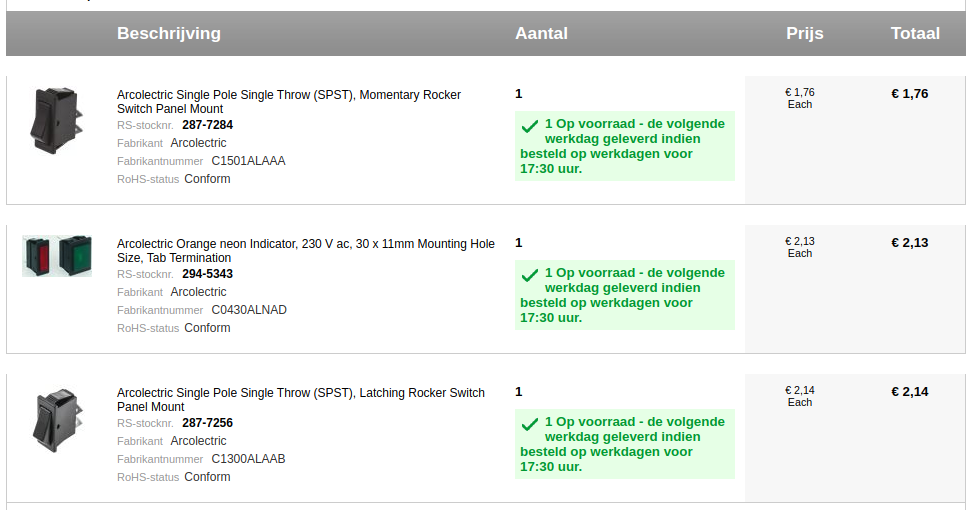 Beschrijving Aantal Prijs Totaal
Arcolectric Single Pole Single Throw (SPST), Momentary Rocker
Switch Panel Mount
RS-stocknr. 287-7284
Fabrikant Arcolectric
Fabrikantnummer C1501ALAAA
RoHS-status Conform
1
1 Op voorraad - de volgende
werkdag geleverd indien
besteld op werkdagen voor
17:30 uur.
€ 1,76
Each
€ 1,76
Arcolectric Orange neon Indicator, 230 V ac, 30 x 11mm Mounting Hole
Size, Tab Termination
RS-stocknr. 294-5343
Fabrikant Arcolectric
Fabrikantnummer C0430ALNAD
RoHS-status Conform
1
1 Op voorraad - de volgende
werkdag geleverd indien
besteld op werkdagen voor
17:30 uur.
€ 2,13
Each
€ 2,13
Arcolectric Single Pole Single Throw (SPST), Latching Rocker Switch
Panel Mount
RS-stocknr. 287-7256
Fabrikant Arcolectric
Fabrikantnummer C1300ALAAB
RoHS-status Conform
1
1 Op voorraad - de volgende
werkdag geleverd indien
besteld op werkdagen voor
17:30 uur.
€ 2,14
Each
€ 2,14